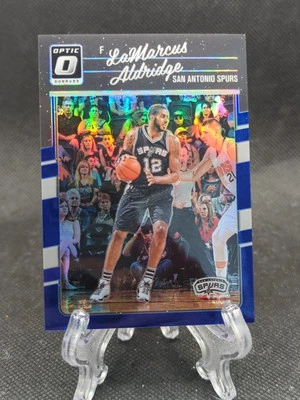 OPTIC
DONRUSS
F
LaMarcus
Aldridge
SAN ANTONIO SPURS
SPURS
12
SPURS